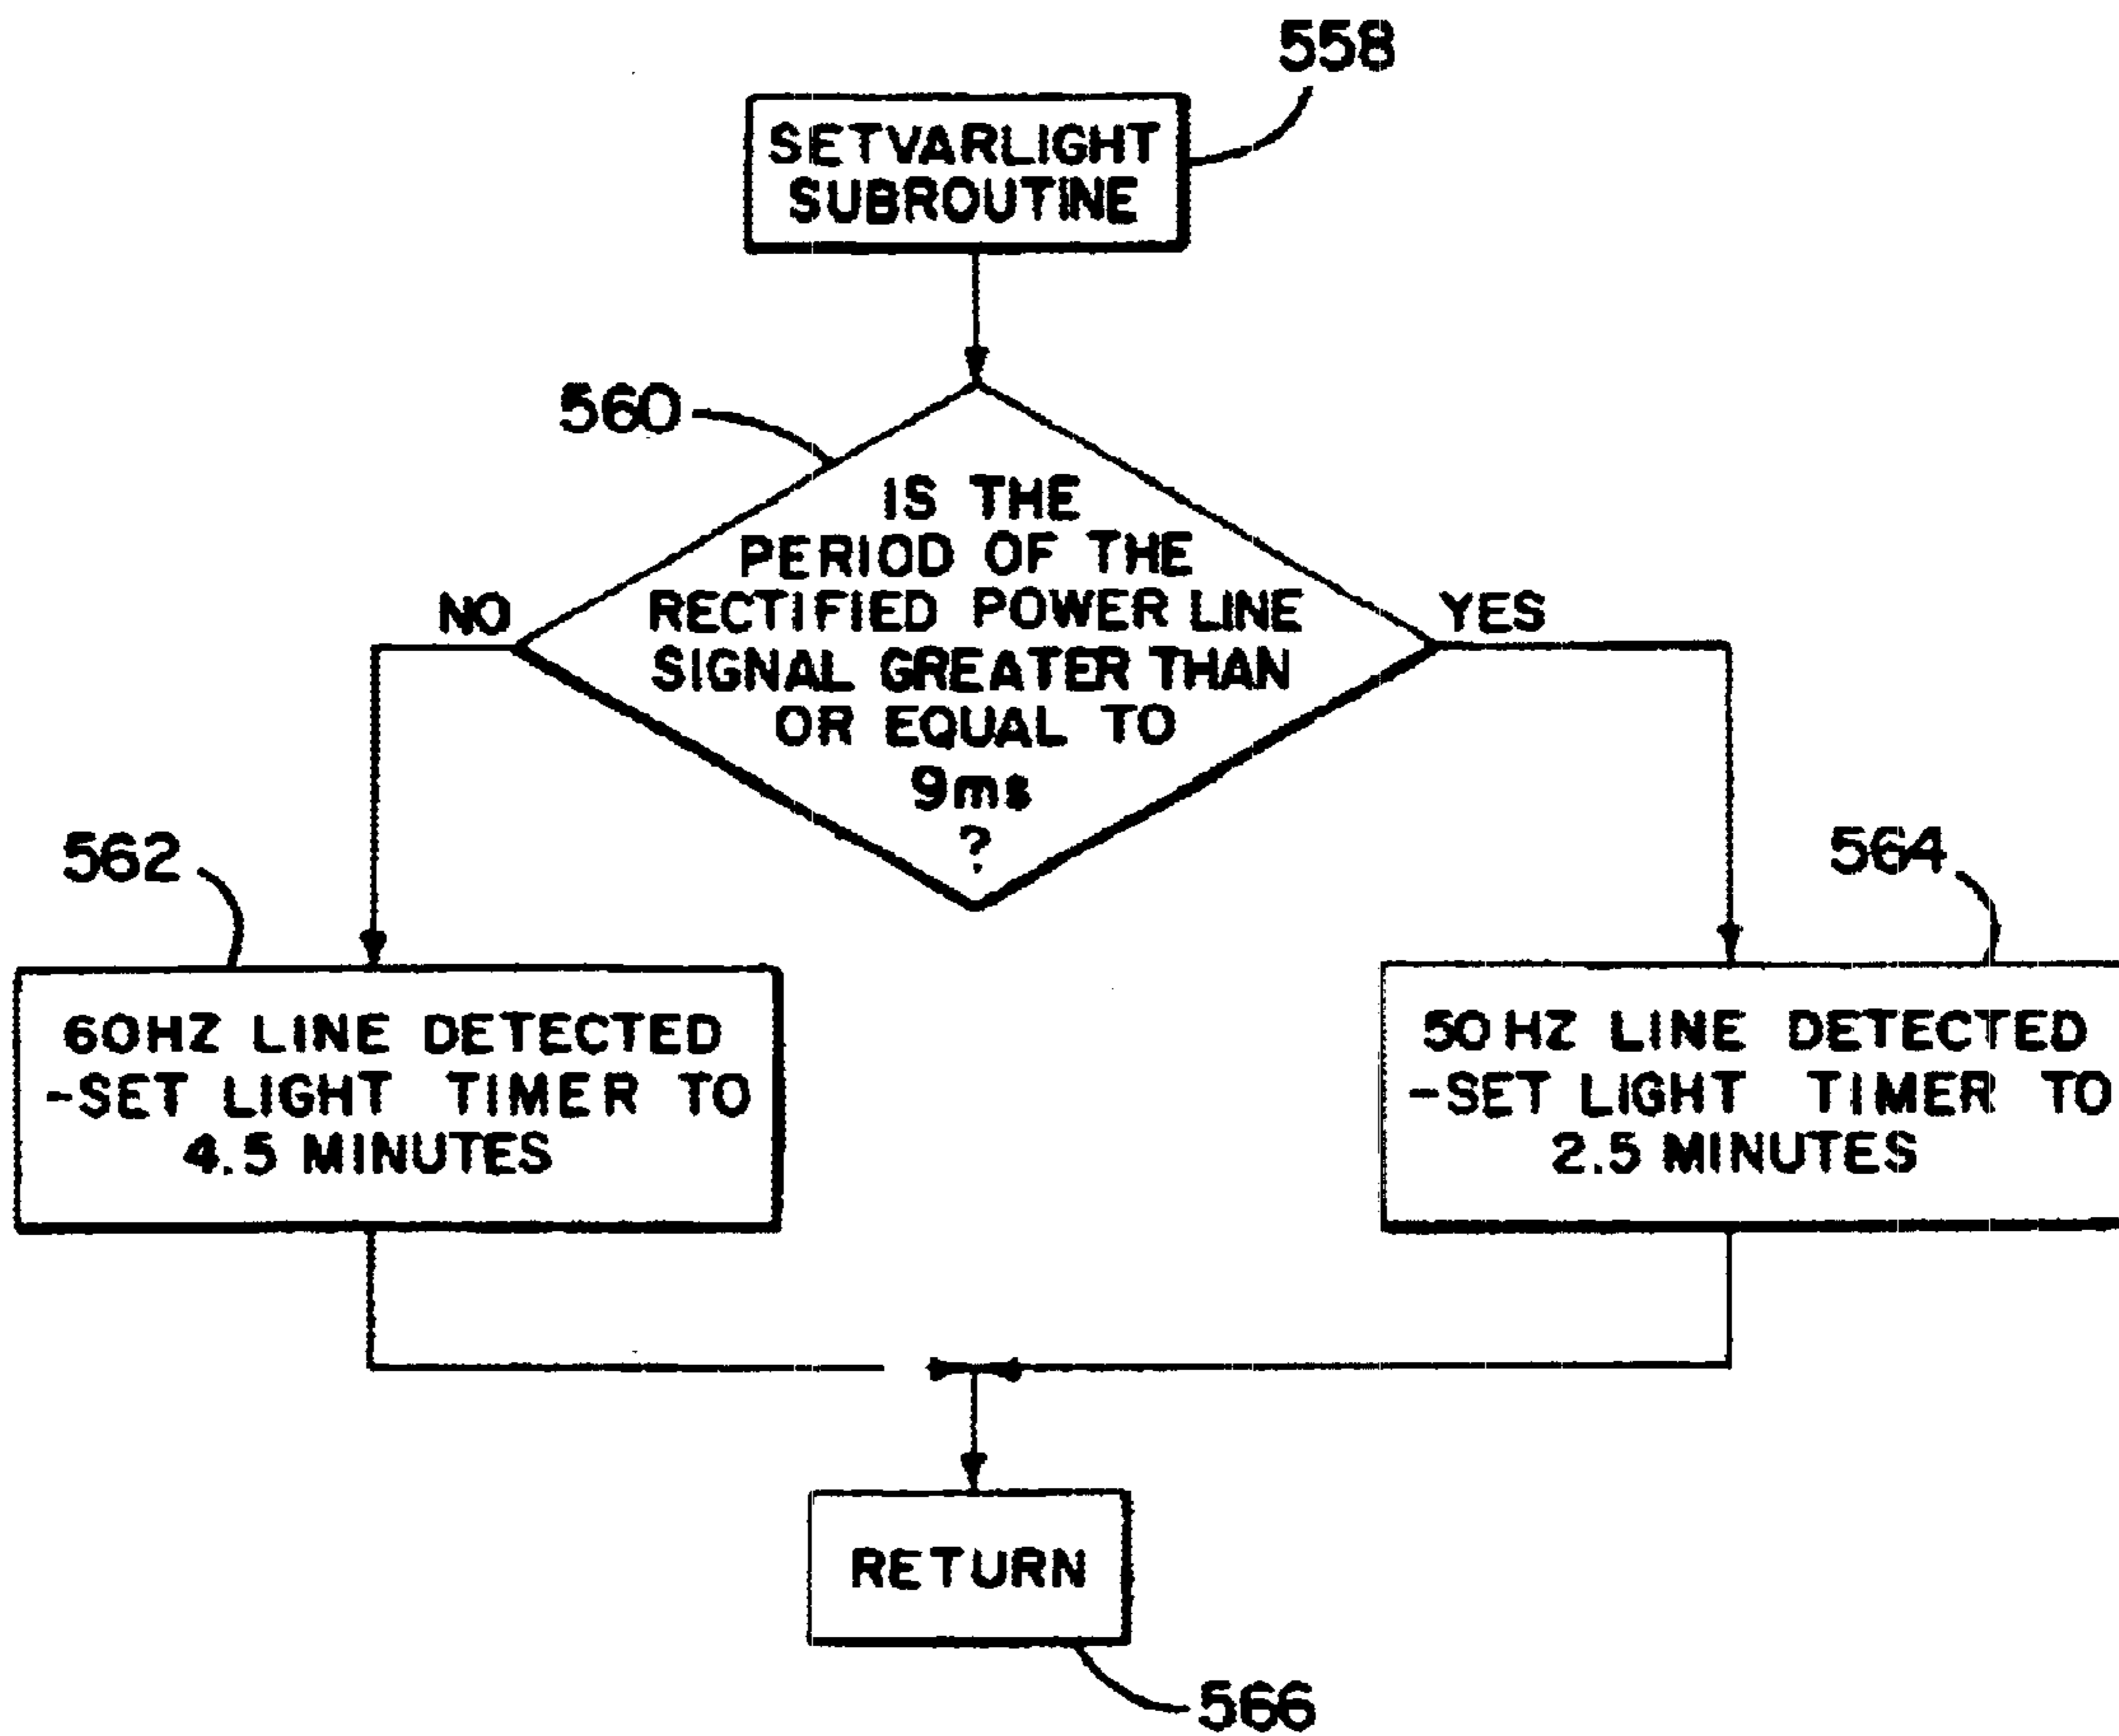 558
SETVARLIGHT
SUBROUTINE
560
IS THE
PERIOD OF THE
RECTIFIED POWER LINE
SIGNAL GREATER THAN
OR EQUAL TO
9ms
?
NO
YES
562
564
60HZ LINE DETECTED
-SET LIGHT TIMER TO
4.5 MINUTES
50HZ LINE DETECTED
-SET LIGHT TIMER TO
2.5 MINUTES
RETURN
566